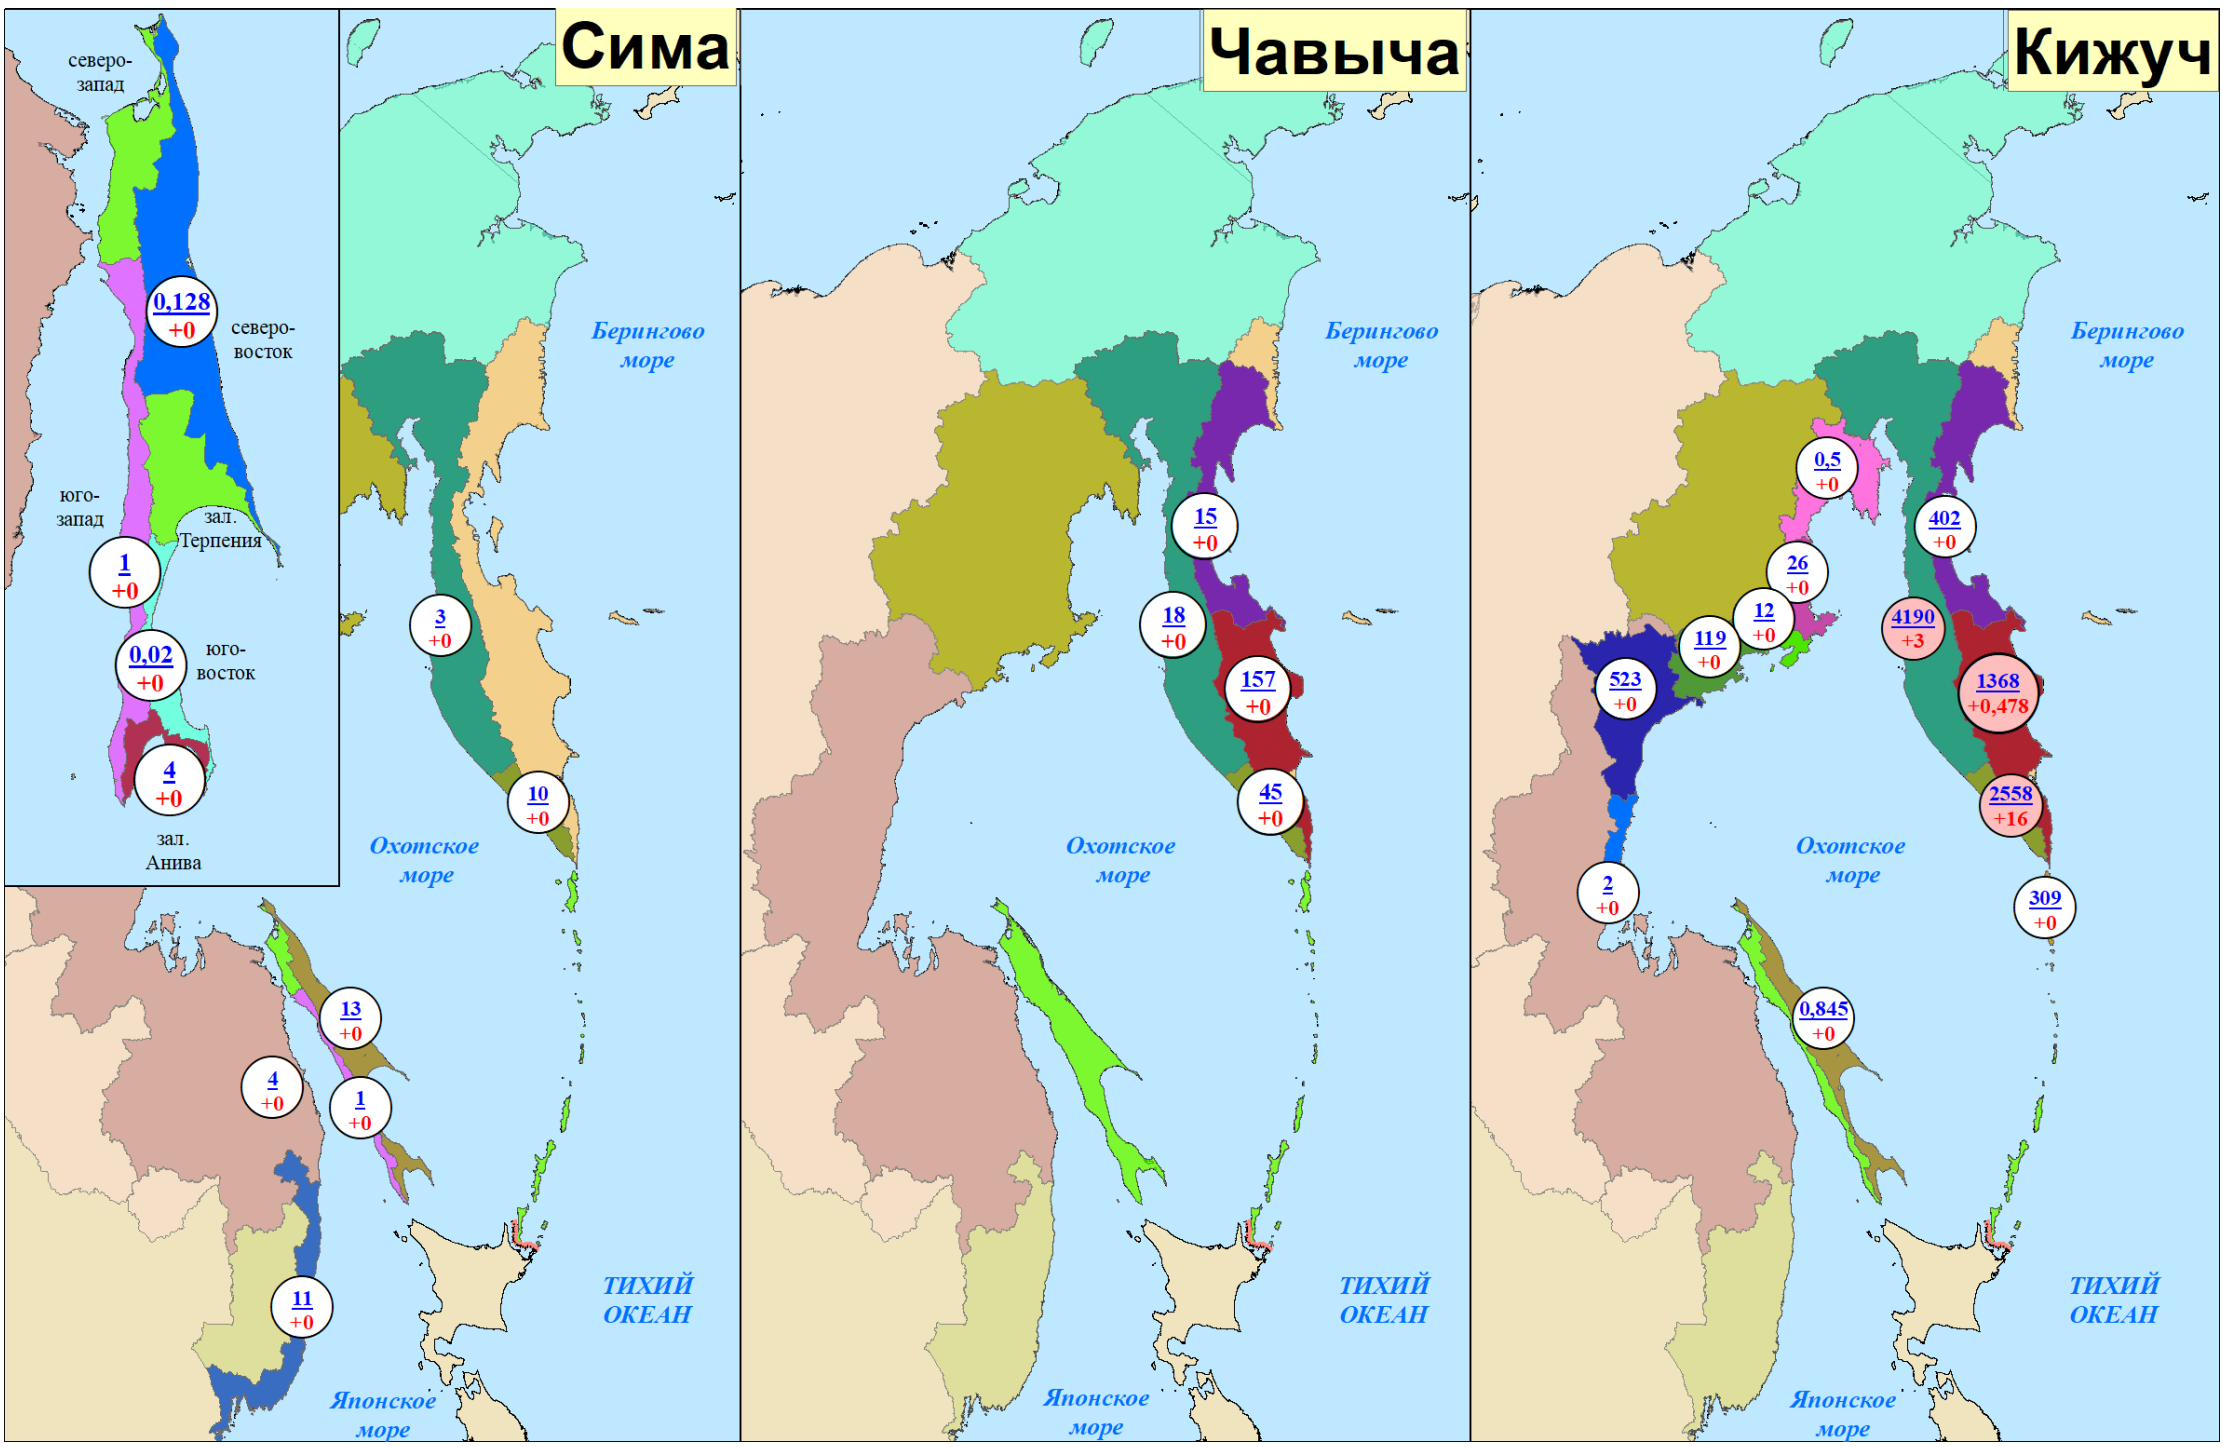 Сима
северо-
запад
0,128
+0
северо-
восток
юго-
запад
зал.
Терпения
1
+0
0,02
+0
юго-
восток
4
+0
зал.
Анива
Берингово
море
3
+0
10
+0
Охотское
море
13
+0
4
+0
1
+0
11
+0
ТИХИЙ
ОКЕАН
Японское
море
Чавыча
Берингово
море
15
+0
18
+0
157
+0
45
+0
Охотское
море
ТИХИЙ
ОКЕАН
Японское
море
Кижуч
Берингово
море
0,5
+0
402
+0
26
+0
12
+0
119
+0
4190
+3
523
+0
1368
+0,478
2558
+16
Охотское
море
2
+0
309
+0
0,845
+0
ТИХИЙ
ОКЕАН
Японское
море